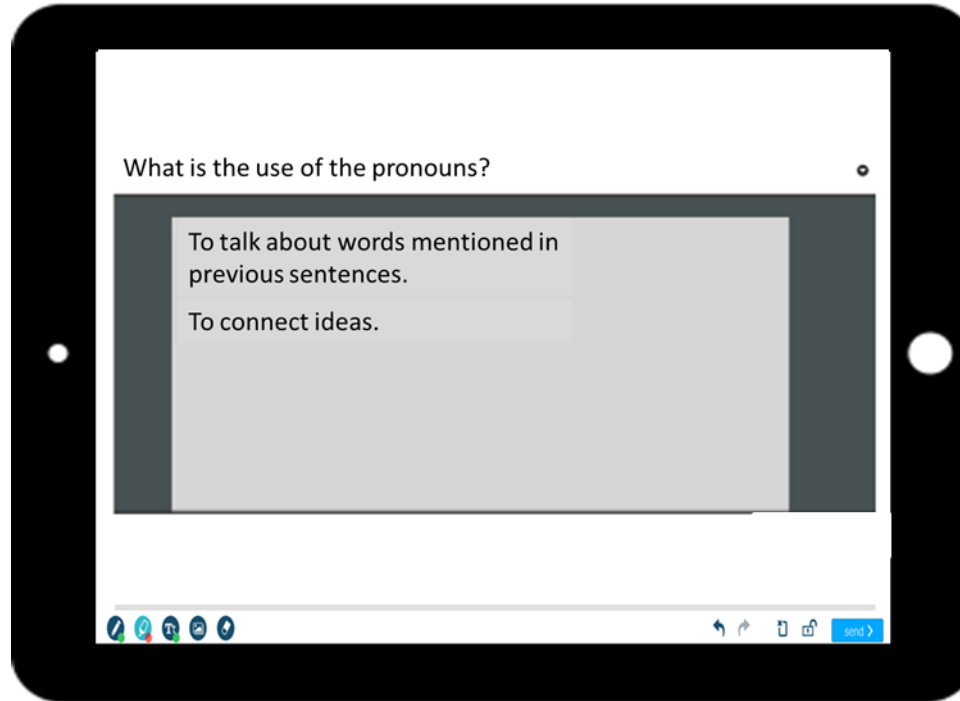 What is the use of the pronouns?
To talk about words mentioned in
previous sentences.
To connect ideas.
T
send >